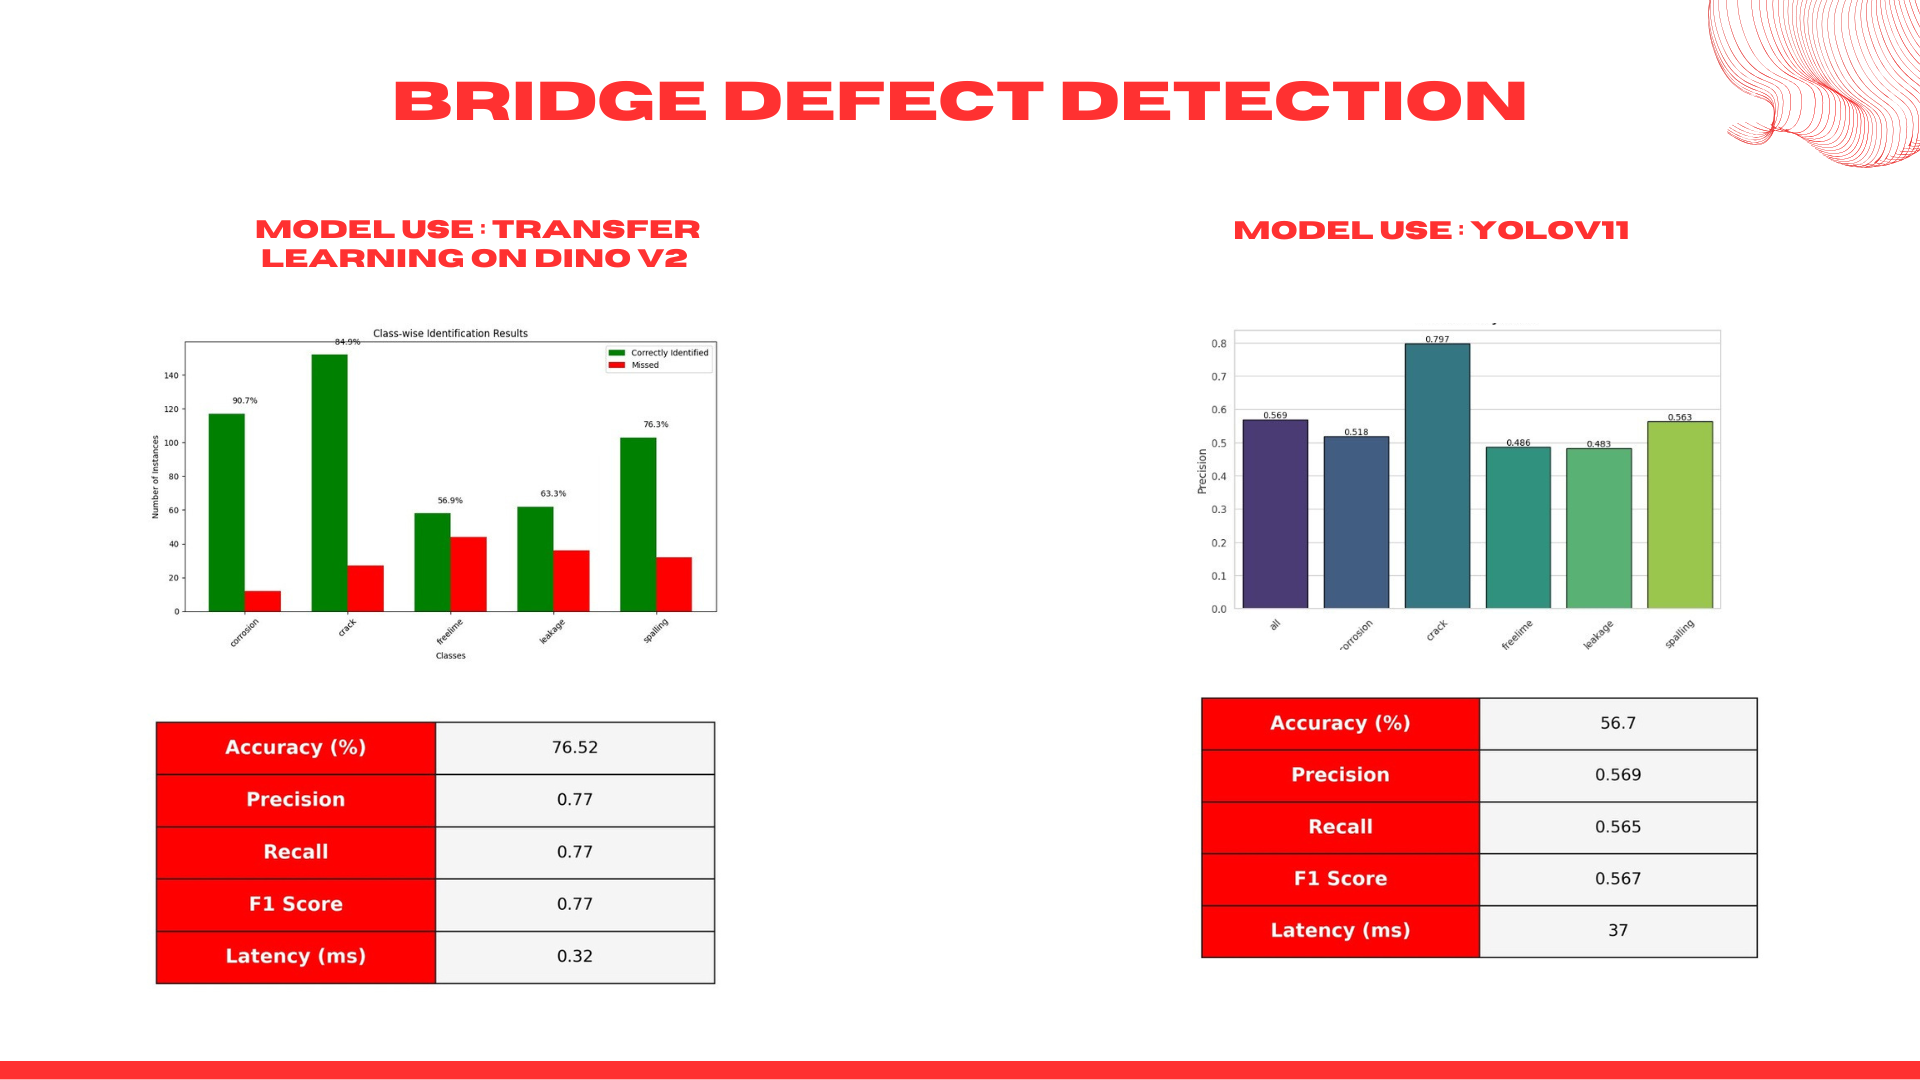 BRIDGE DEFECT DETECTION
MODEL USE : TRANSFER
LEARNING ON DINO V2
Class-wise Identification Results
84.9%
Correctly Identified
Missed
140
120
100
80
60
40
20
0
90.7%
76.3%
56.9%
63.3%
Number of Instances
corrosion
crack
freelime
leakage
spalling
Classes
Accuracy (%) 76.52
Precision 0.77
Recall 0.77
F1 Score 0.77
Latency (ms) 0.32
MODEL USE : YOLOV11
0.8
0.7
0.6
0.5
0.4
0.3
0.2
0.1
0.0
0.569
0.518
0.797
0.486
0.483
0.563
Precision
all
orrosion
crack
freelime
leakage
spalling
Accuracy (%) 56.7
Precision 0.569
Recall 0.565
F1 Score 0.567
Latency (ms) 37